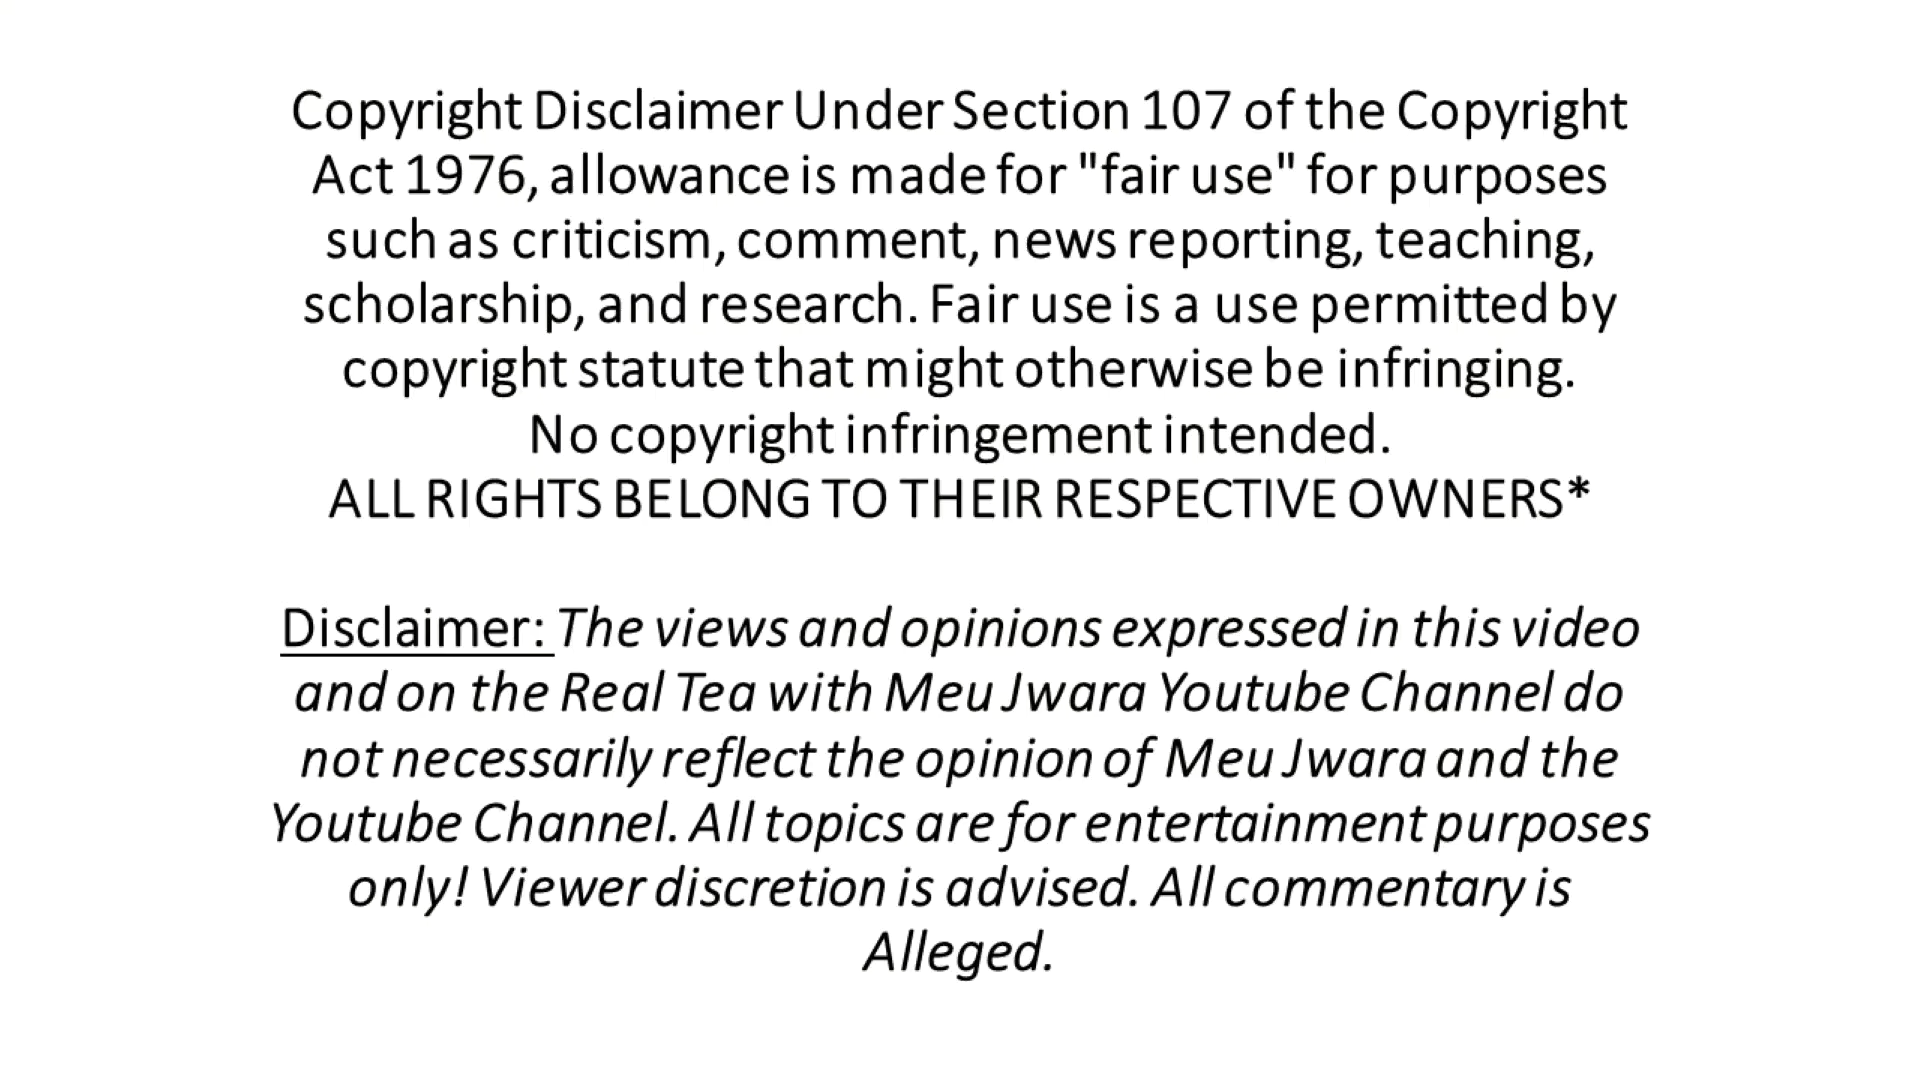 Copyright Disclaimer Under Section 107 of the Copyright
Act 1976, allowance is made for "fair use" for purposes
such as criticism, comment, news reporting, teaching,
scholarship, and research. Fair use is a use permitted by
copyright statute that might otherwise be infringing.
No copyright infringement intended.
ALL RIGHTS BELONG TO THEIR RESPECTIVE OWNERS*
Disclaimer: The views and opinions expressed in this video
and on the Real Tea with Meu Jwara Youtube Channel do
not necessarily reflect the opinion of Meu Jwara and the
Youtube Channel. All topics are for entertainment purposes
only! Viewer discretion is advised. All commentary is
Alleged.